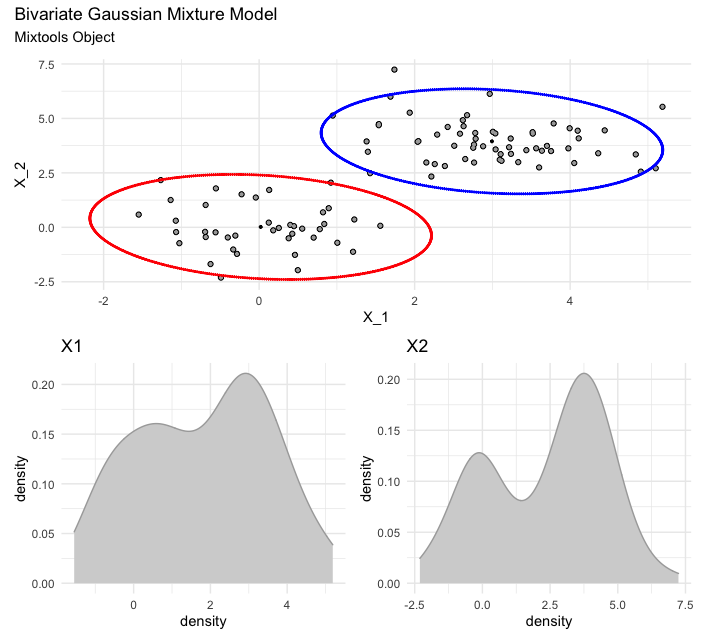 Bivariate Gaussian Mixture Model
Mixtools Object
7.5
5.0
2.5
0.0
-2.5
X_2
-2 0 2 4
X_1
X1
0.20
0.15
0.10
0.05
0.00
density
0 2 4
density
X2
0.20
0.15
0.10
0.05
0.00
density
-2.5 0.0 2.5 5.0 7.5
density